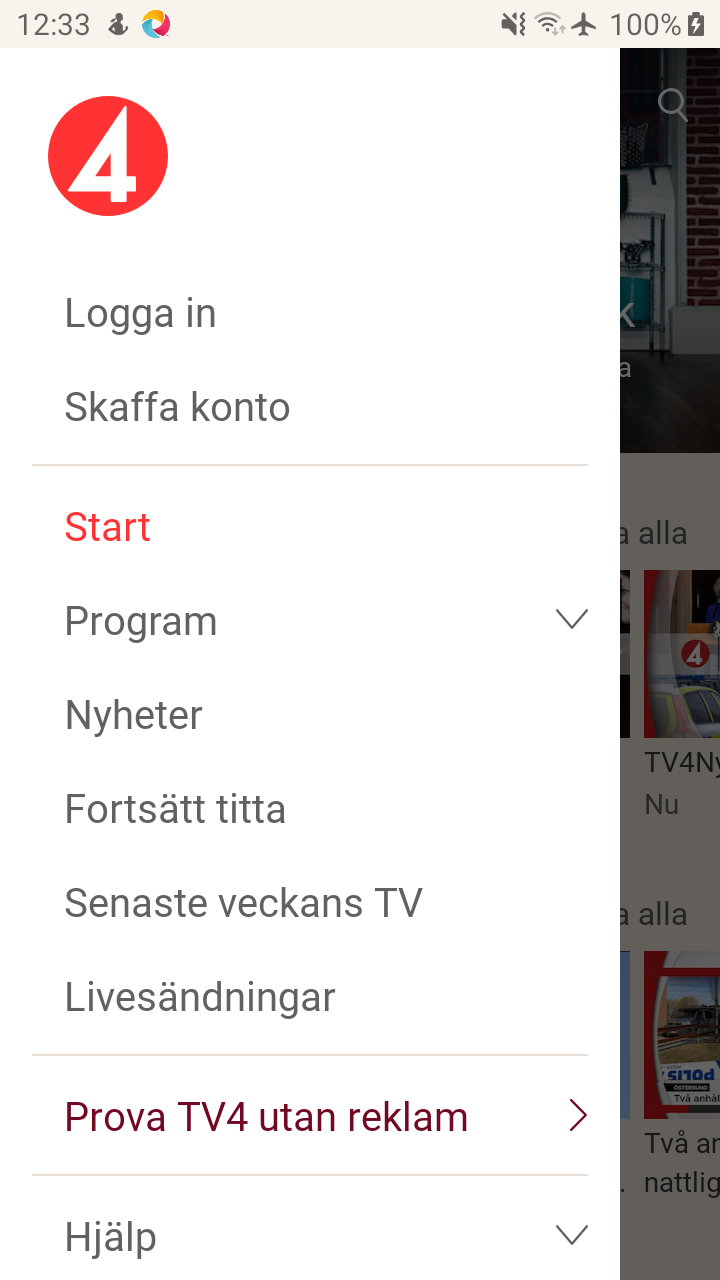 12:33
100%
4
Logga in
Skaffa konto
Start
Program
Nyheter
Fortsätt titta
Senaste veckans TV
Livesändningar
Prova TV4 utan reklam
Hjälp
K
a
a alla
4
TV4Ny
Nu
a alla
POLIS
ÖSTERSUND
Två anhål
Två an
. nattlig